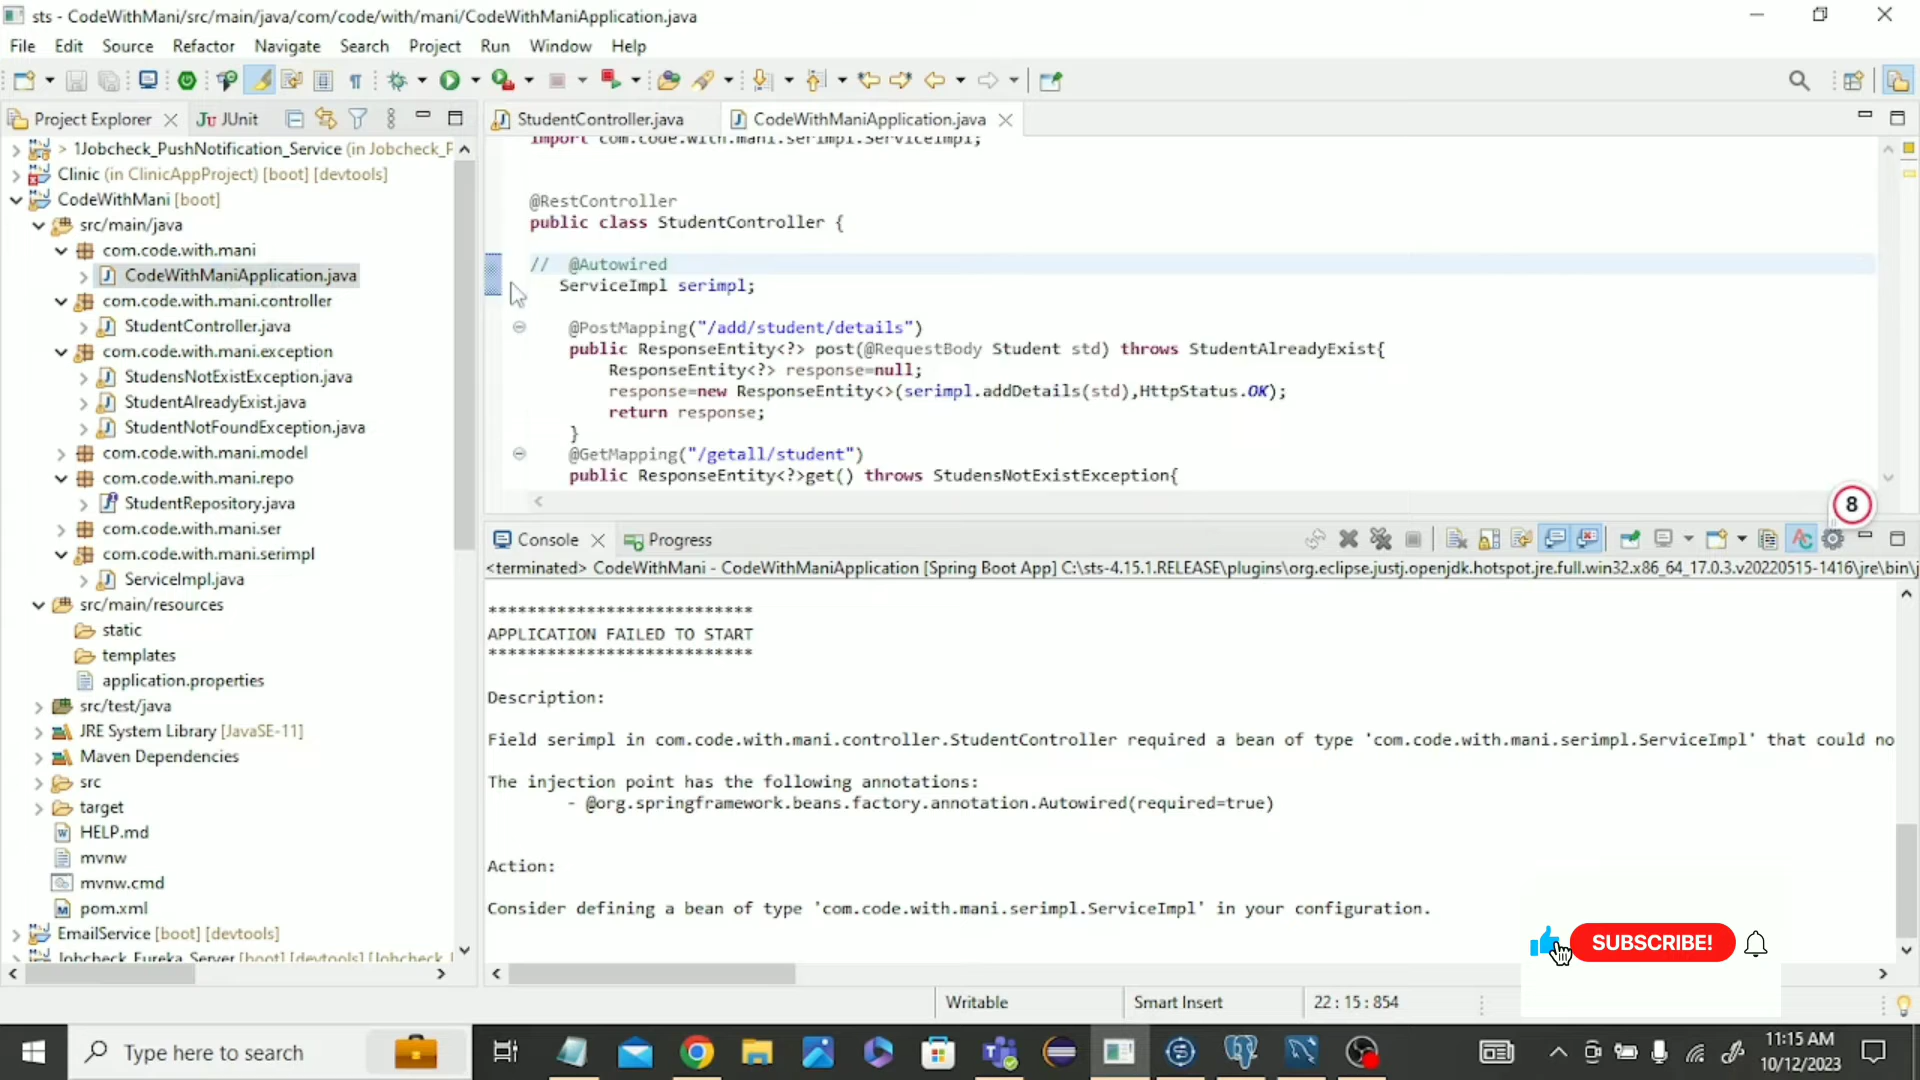 sts - CodeWithMani/src/main/java/com/code/with/mani/CodeWithManiApplication.java
File Edit Source Refactor Navigate Search Project Run Window Help
Project Explorer
JUnit
StudentController.java
CodeWithManiApplication.java
> 1Jobcheck_PushNotification_Service (in Jobcheck_P
Clinic (in ClinicAppProject) [boot] [devtools]
CodeWithMani [boot]
src/main/java
com.code.with.mani
CodeWithManiApplication.java
com.code.with.mani.controller
StudentController.java
com.code.with.mani.exception
StudensNotExistException.java
StudentAlreadyExist.java
StudentNotFoundException.java
com.code.with.mani.model
com.code.with.mani.repo
StudentRepository.java
com.code.with.mani.ser
com.code.with.mani.serimpl
ServiceImpl.java
src/main/resources
static
templates
application.properties
src/test/java
JRE System Library [JavaSE-11]
Maven Dependencies
src
target
HELP.md
mvnw
mvnw.cmd
pom.xml
EmailService [boot] [devtools]
Jobcheck_Eureka_Server [boot] [devtools] [Jobcheck_
import com.code.with.mani.serimpl.ServiceImpl;
@RestController
public class StudentController {
// @Autowired
ServiceImpl serimpl;
@PostMapping("/add/student/details")
public ResponseEntity<?> post(@RequestBody Student std) throws StudentAlreadyExist{
ResponseEntity<?> response=null;
response=new ResponseEntity<>(serimpl.addDetails(std),HttpStatus.OK);
return response;
}
@GetMapping("/getall/student")
public ResponseEntity<?>get() throws StudensNotExistException{
8
Console
Progress
<terminated> CodeWithMani - CodeWithManiApplication [Spring Boot App] C:\sts-4.15.1.RELEASE\plugins\org.eclipse.justj.openjdk.hotspot.jre.full.win32.x86_64_17.0.3.v20220515-1416\jre\bin\j
***************************
APPLICATION FAILED TO START
***************************
Description:
Field serimpl in com.code.with.mani.controller.StudentController required a bean of type 'com.code.with.mani.serimpl.ServiceImpl' that could no
The injection point has the following annotations:
- @org.springframework.beans.factory.annotation.Autowired(required=true)
Action:
Consider defining a bean of type 'com.code.with.mani.serimpl.ServiceImpl' in your configuration.
SUBSCRIBE!
Writable
Smart Insert
22 : 15 : 854
Type here to search
11:15 AM
10/12/2023